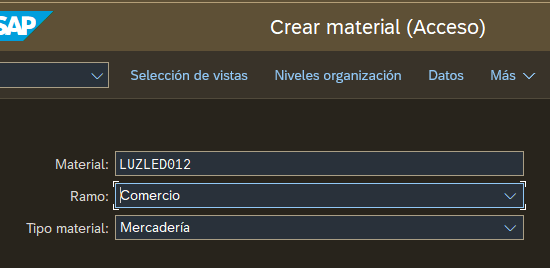 SAP
Crear material (Acceso)
Selección de vistas Niveles organización Datos Más
Material: LUZLED012
Ramo: Comercio
Tipo material: Mercadería